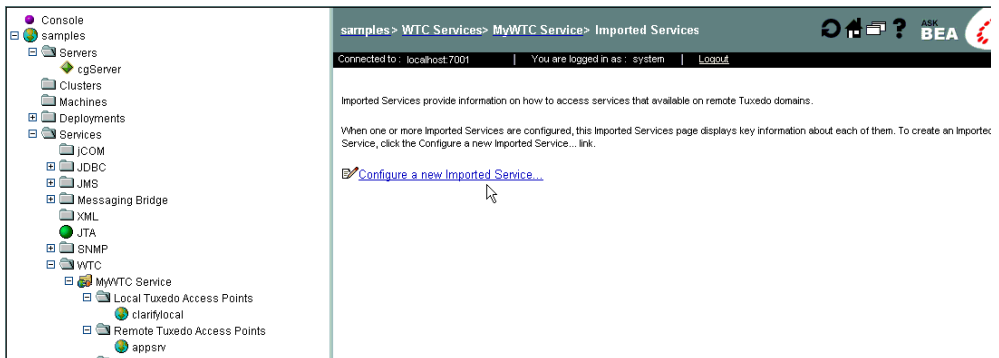 Console
samples
Servers
cgServer
Clusters
Machines
Deployments
Services
jCOM
JDBC
JMS
Messaging Bridge
XML
JTA
SNMP
WTC
MyWTC Service
Local Tuxedo Access Points
clarifylocal
Remote Tuxedo Access Points
appsrv
samples> WTC Services> MyWTC Service> Imported Services
? ASK BEA
Connected to : localhost:7001 | You are logged in as : system | Logout
Imported Services provide information on how to access services that available on remote Tuxedo domains.
When one or more Imported Services are configured, this Imported Services page displays key information about each of them. To create an Imported
Service, click the Configure a new Imported Service... link.
Configure a new Imported Service...